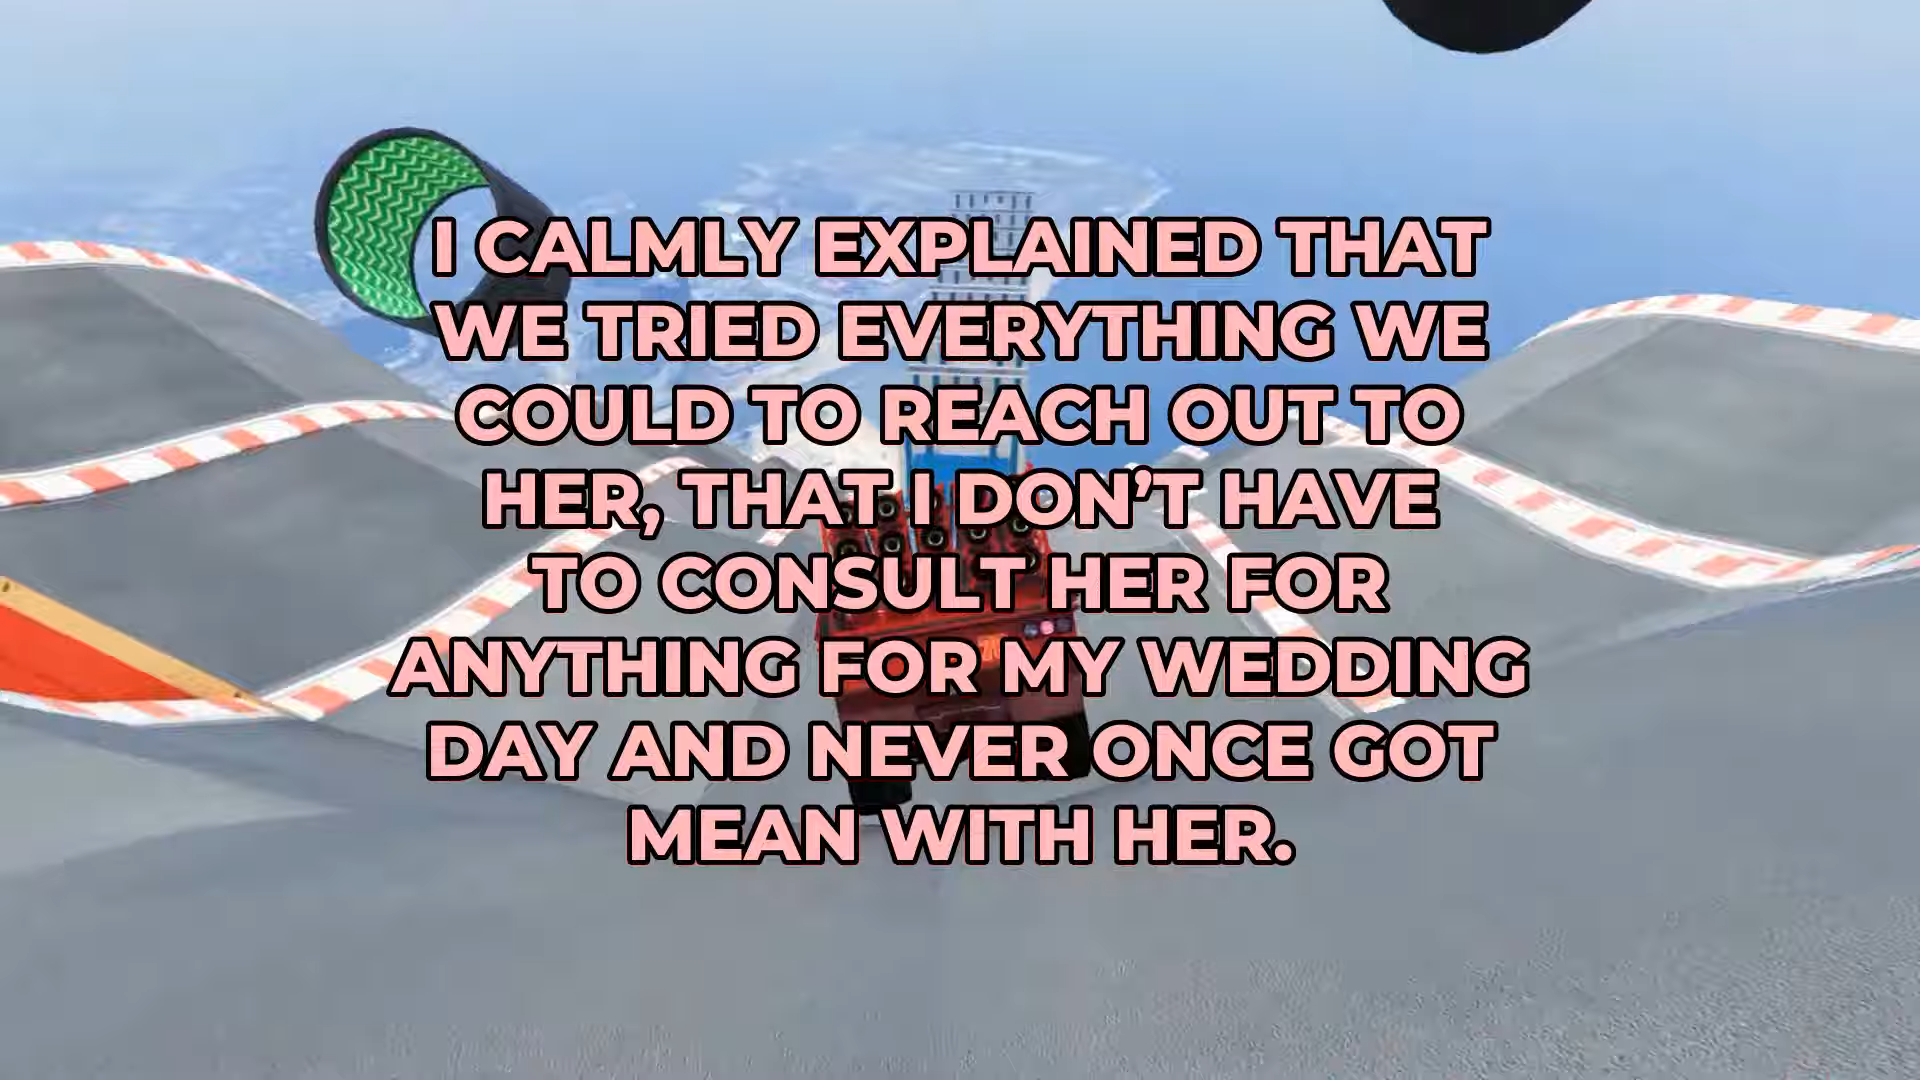 I CALMLY EXPLAINED THAT
WE TRIED EVERYTHING WE
COULD TO REACH OUT TO
HER, THAT I DON’T HAVE
TO CONSULT HER FOR
ANYTHING FOR MY WEDDING
DAY AND NEVER ONCE GOT
MEAN WITH HER.